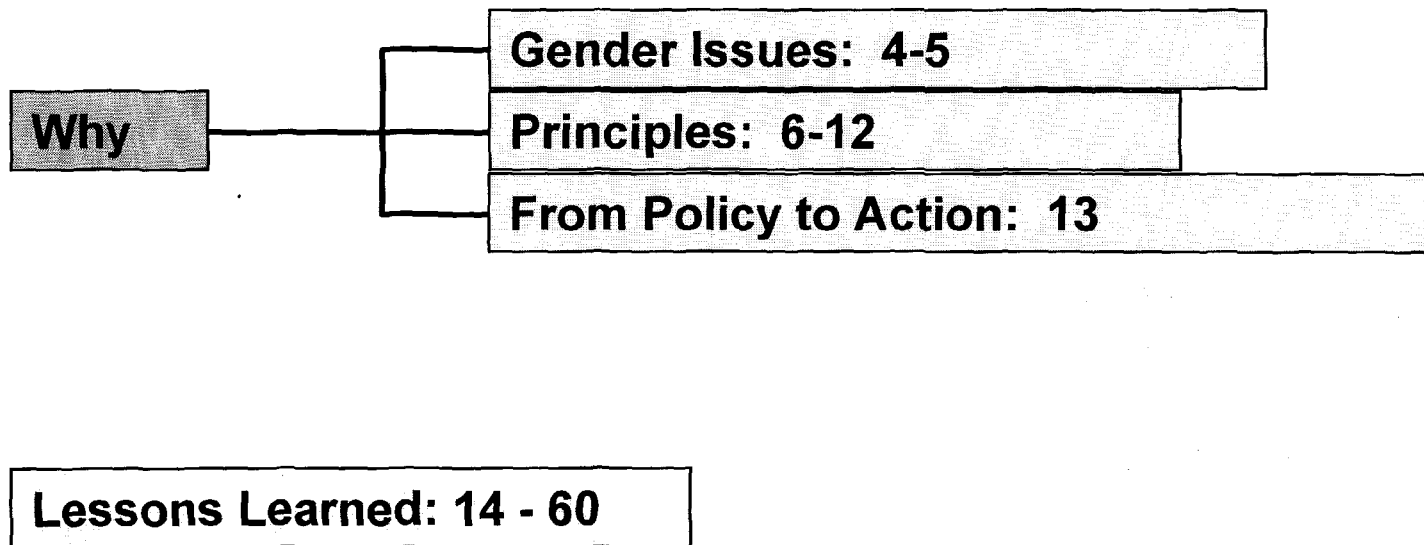 Gender Issues: 4-5
Why
Principles: 6-12
From Policy to Action: 13
Lessons Learned: 14 - 60